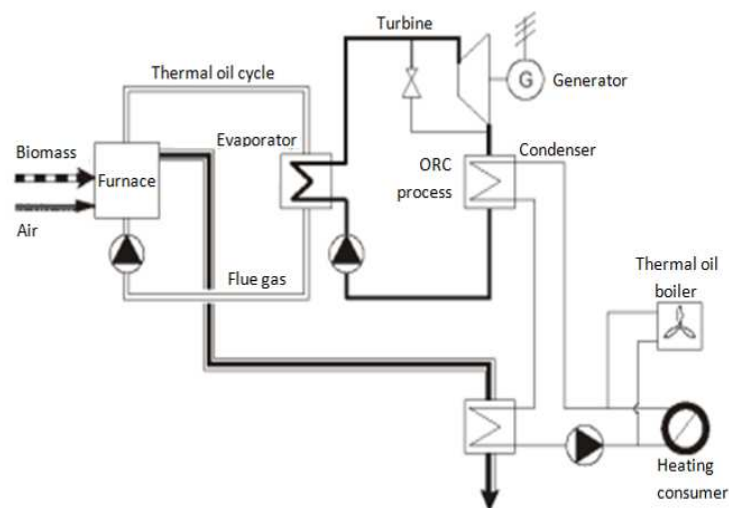 Turbine
Thermal oil cycle
G
Generator
Evaporator
Biomass
Furnace
Condenser
ORC
process
Air
Flue gas
Thermal oil
boiler
Heating
consumer